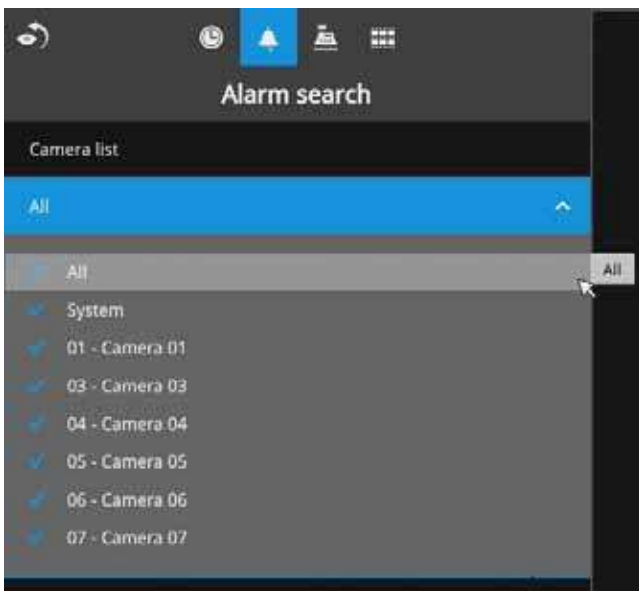 Alarm search
Camera list
All
All
All
System
01 - Camera 01
03 - Camera 03
04 - Camera 04
05 - Camera 05
06 - Camera 06
07 - Camera 07